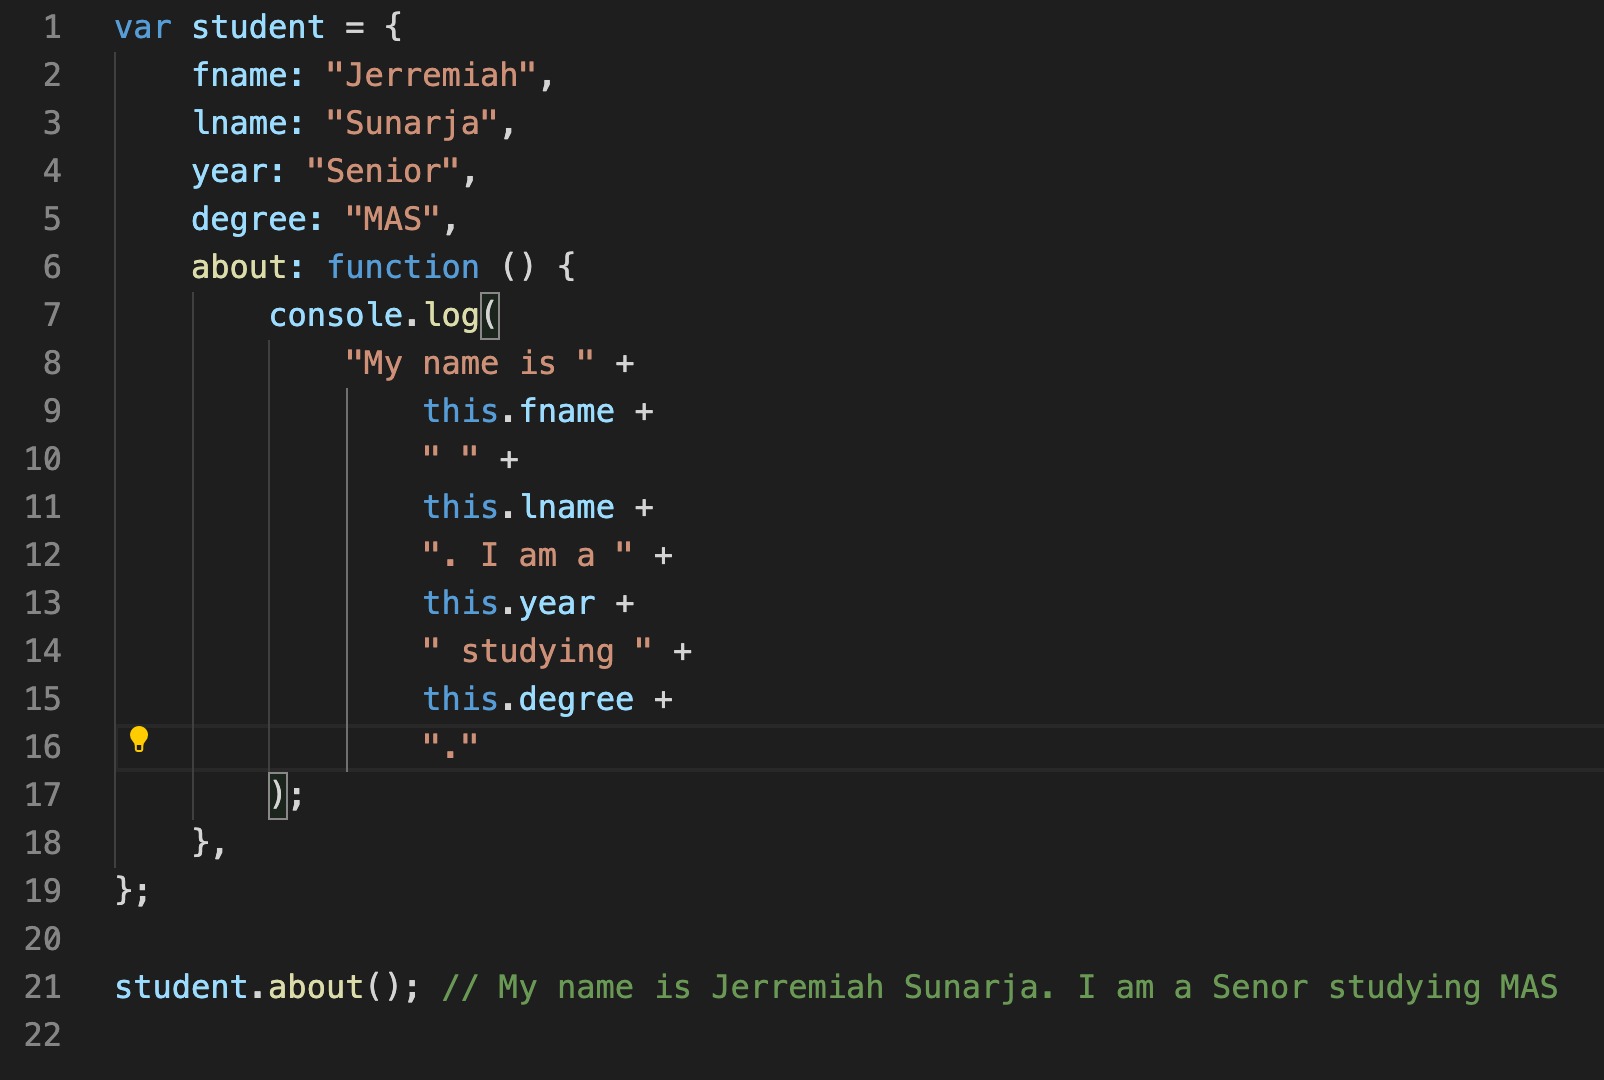 1 var student = {
2     fname: "Jerremiah",
3     lname: "Sunarja",
4     year: "Senior",
5     degree: "MAS",
6     about: function () {
7         console.log(
8             "My name is " +
9                 this.fname +
10                 " " +
11                 this.lname +
12                 ". I am a " +
13                 this.year +
14                 " studying " +
15                 this.degree +
16                 "."
17         );
18     },
19 };
20
21 student.about(); // My name is Jerremiah Sunarja. I am a Senor studying MAS
22